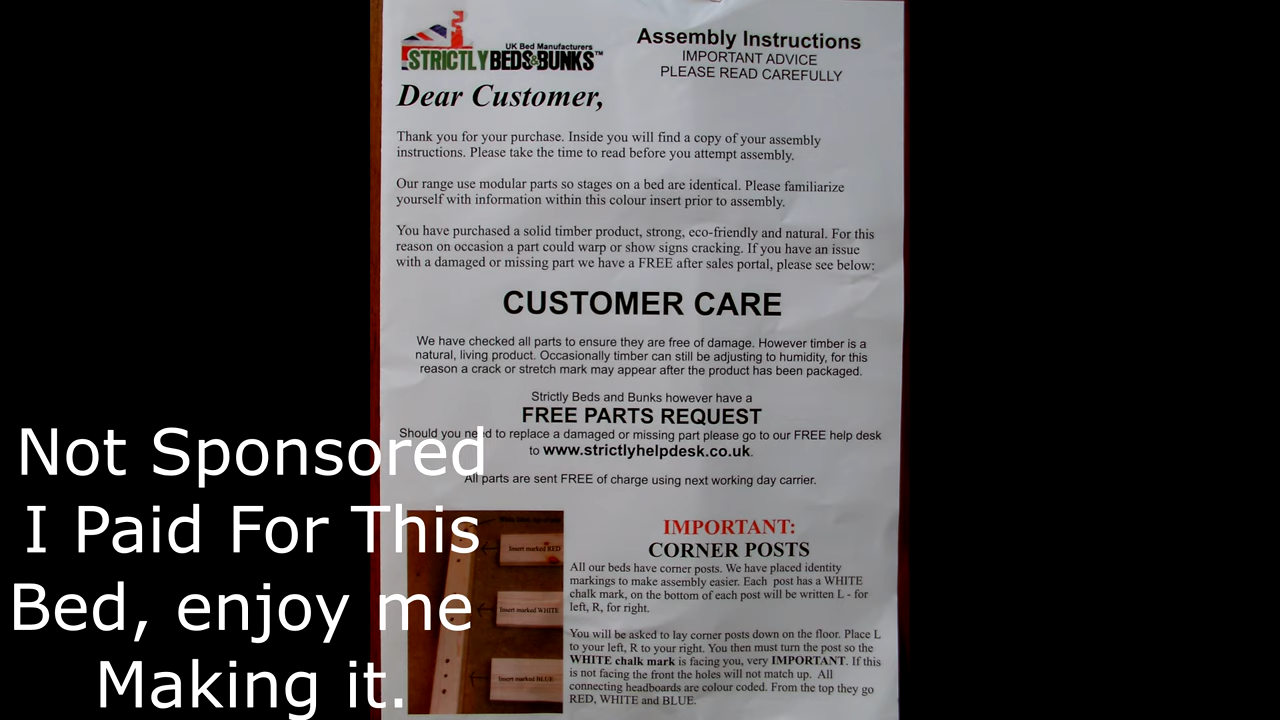 UK Bed Manufacturers
STRICTLY BEDS & BUNKS™
Assembly Instructions
IMPORTANT ADVICE
PLEASE READ CAREFULLY
Dear Customer,
Thank you for your purchase. Inside you will find a copy of your assembly
instructions. Please take the time to read before you attempt assembly.
Our range use modular parts so stages on a bed are identical. Please familiarize
yourself with information within this colour insert prior to assembly.
You have purchased a solid timber product, strong, eco-friendly and natural. For this
reason on occasion a part could warp or show signs cracking. If you have an issue
with a damaged or missing part we have a FREE after sales portal, please see below:
CUSTOMER CARE
We have checked all parts to ensure they are free of damage. However timber is a
natural, living product. Occasionally timber can still be adjusting to humidity, for this
reason a crack or stretch mark may appear after the product has been packaged.
Strictly Beds and Bunks however have a
FREE PARTS REQUEST
Should you need to replace a damaged or missing part please go to our FREE help desk
to www.strictlyhelpdesk.co.uk.
All parts are sent FREE of charge using next working day carrier.
Insert marked RED
Insert marked WHITE
Insert marked BLUE
IMPORTANT:
CORNER POSTS
All our beds have corner posts. We have placed identity
markings to make assembly easier. Each post has a WHITE
chalk mark, on the bottom of each post will be written L - for
left, R, for right.
You will be asked to lay corner posts down on the floor. Place L
to your left, R to your right. You then must turn the post so the
WHITE chalk mark is facing you, very IMPORTANT. If this
is not facing the front the holes will not match up. All
connecting headboards are colour coded. From the top they go
RED, WHITE and BLUE.
Not Sponsored
I Paid For This
Bed, enjoy me
Making it.